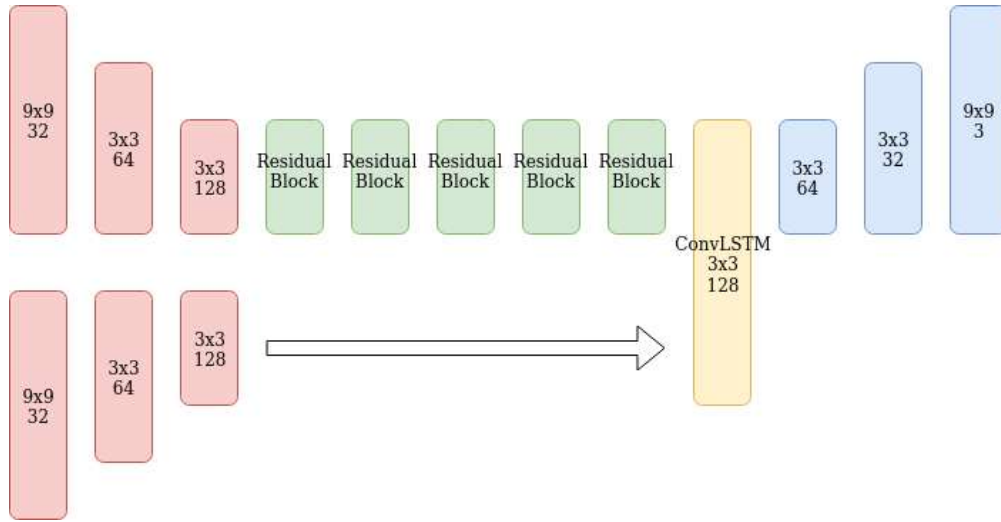 9x9
32
3x3
64
3x3
128
Residual
Block
Residual
Block
Residual
Block
Residual
Block
Residual
Block
ConvLSTM
3x3
128
3x3
64
3x3
32
9x9
3
9x9
32
3x3
64
3x3
128